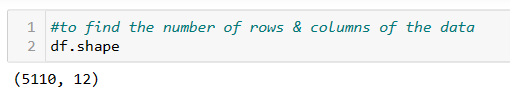 1 #to find the number of rows & columns of the data
2 df.shape
(5110, 12)